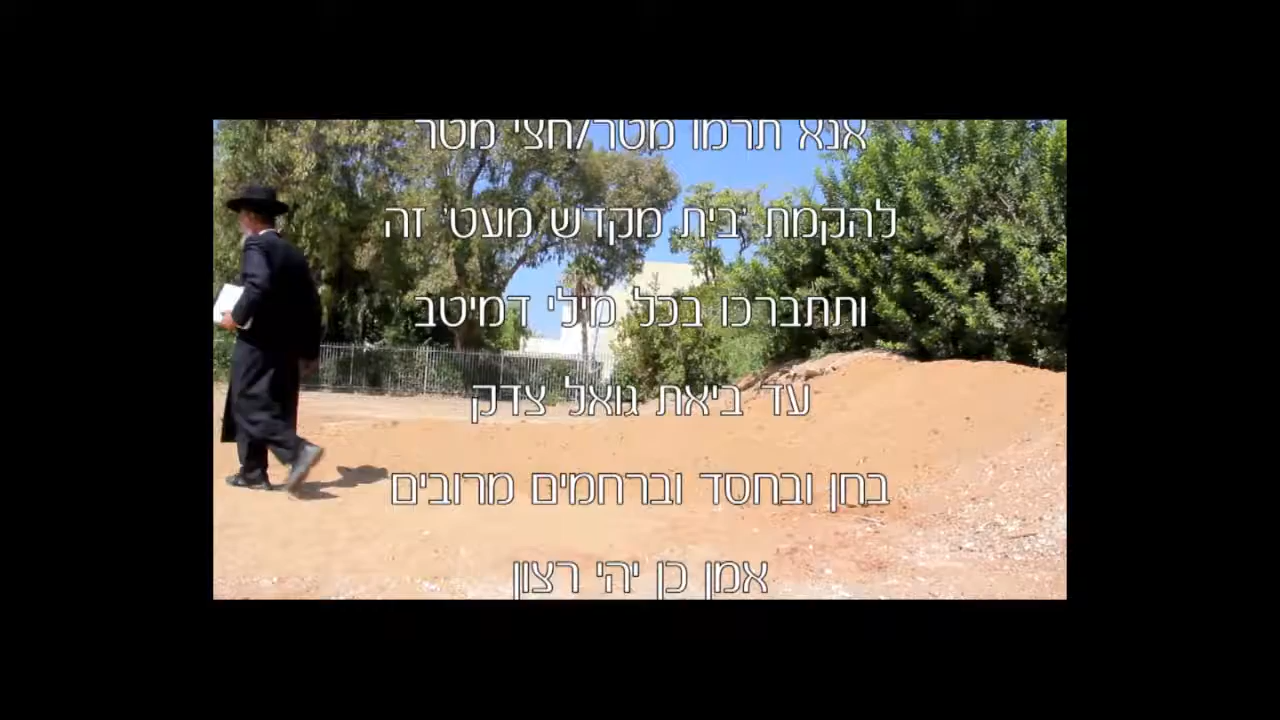 אנא תרמו מטר/חצי מטר
להקמת 'בית מקדש מעט' זה
ותתברכו בכל מילי דמיטב
עד ביאת גואל צדק
בחן ובחסד וברחמים מרובים
אמן כן יהי רצון